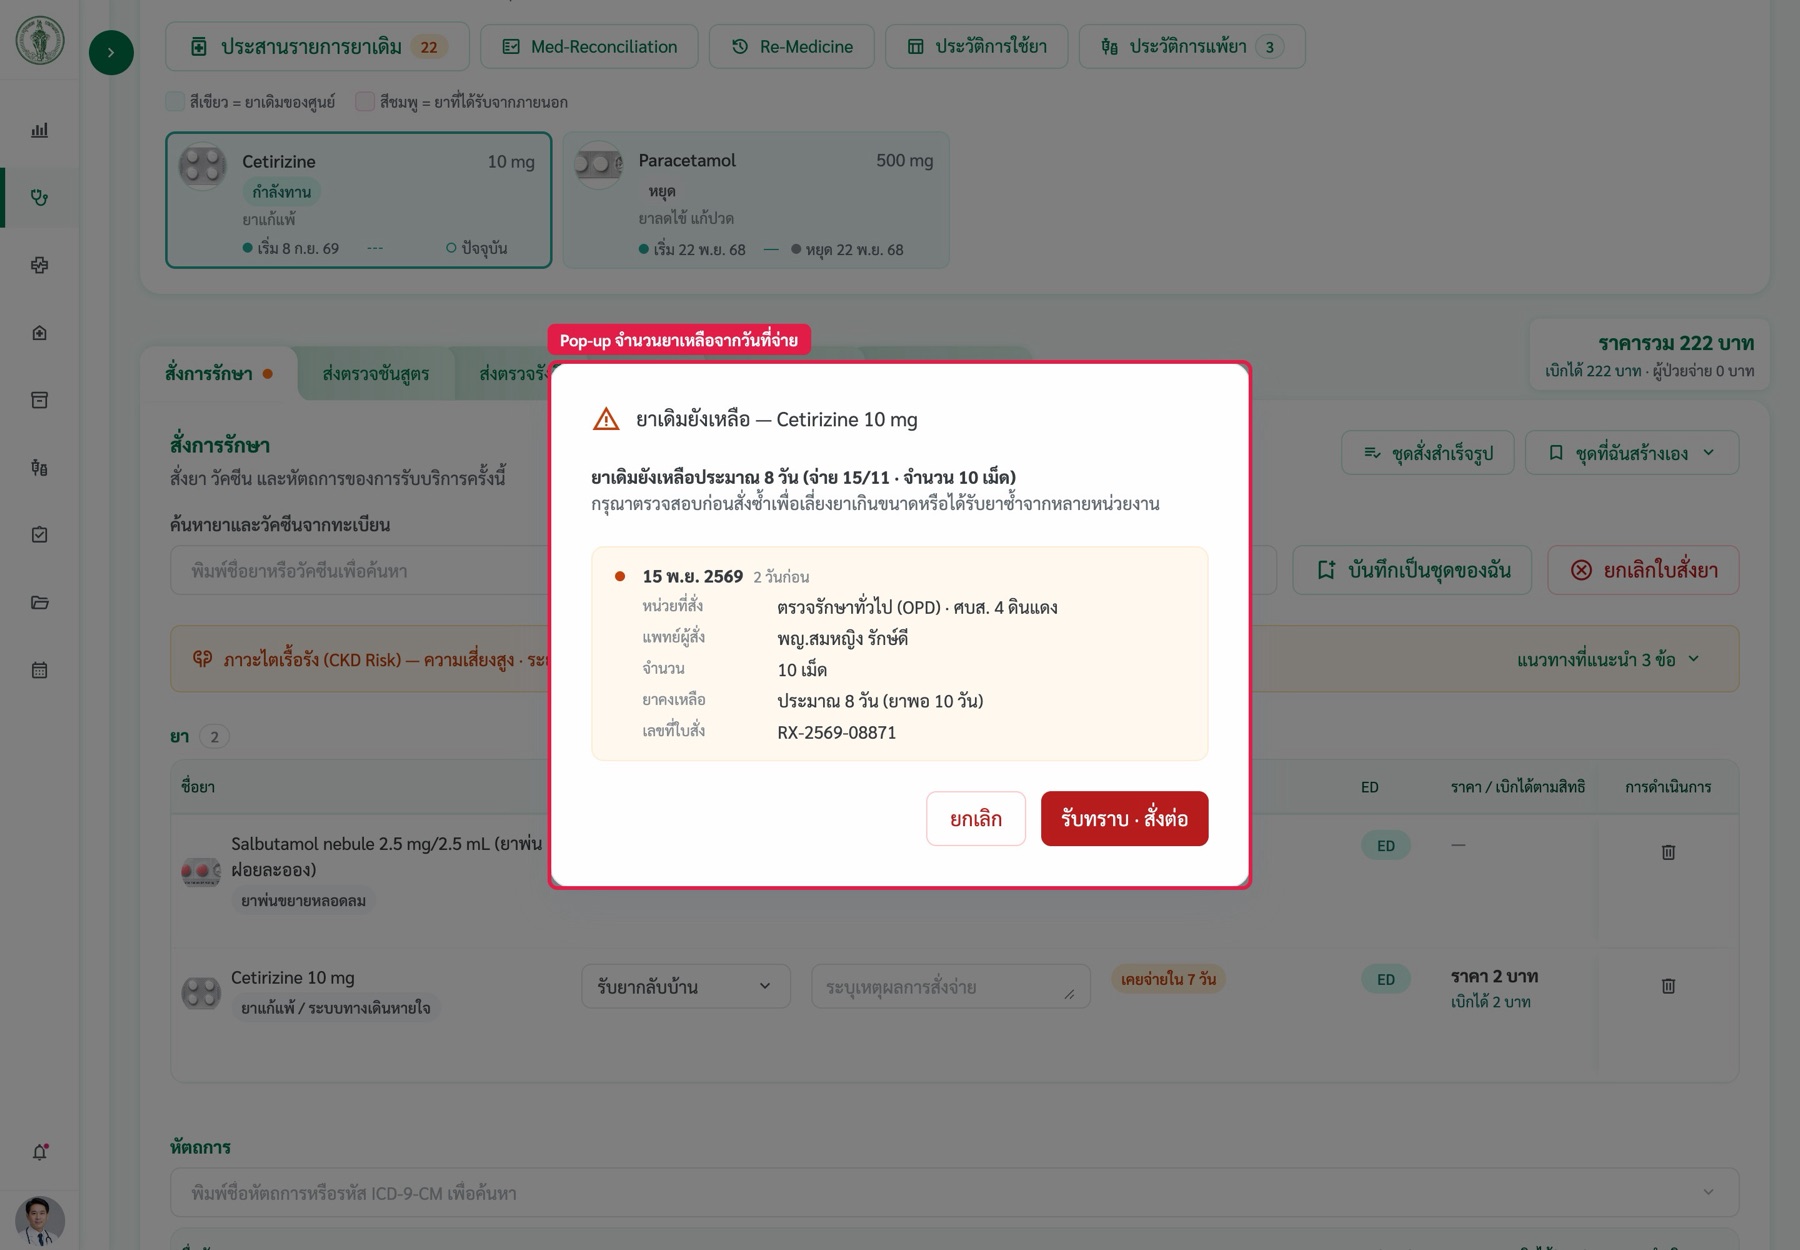 ประสานรายการยาเดิม 22
Med-Reconciliation
Re-Medicine
ประวัติการใช้ยา
ประวัติการแพ้ยา 3
สีเขียว = ยาเดิมของศูนย์
สีชมพู = ยาที่ได้รับจากภายนอก
Cetirizine 10 mg
กำลังทาน
ยาแก้แพ้
เริ่ม 8 ก.ย. 69 --- ปัจจุบัน
Paracetamol 500 mg
หยุด
ยาลดไข้ แก้ปวด
เริ่ม 22 พ.ย. 68 — หยุด 22 พ.ย. 68
Pop-up จำนวนยาเหลือจากวันที่จ่าย
ราคารวม 222 บาท
เบิกได้ 222 บาท · ผู้ป่วยจ่าย 0 บาท
สั่งการรักษา
ส่งตรวจชันสูตร
ส่งตรวจรัง
สั่งการรักษา
สั่งยา วัคซีน และหัตถการของการรับบริการครั้งนี้
ชุดสั่งสำเร็จรูป
ชุดที่ฉันสร้างเอง
ค้นหายาและวัคซีนจากทะเบียน
พิมพ์ชื่อยาหรือวัคซีนเพื่อค้นหา
บันทึกเป็นชุดของฉัน
ยกเลิกใบสั่งยา
ภาวะไตเรื้อรัง (CKD Risk) — ความเสี่ยงสูง · ระย
แนวทางที่แนะนำ 3 ข้อ
ยาเดิมยังเหลือ — Cetirizine 10 mg
ยาเดิมยังเหลือประมาณ 8 วัน (จ่าย 15/11 · จำนวน 10 เม็ด)
กรุณาตรวจสอบก่อนสั่งซ้ำเพื่อเลี่ยงยาเกินขนาดหรือได้รับยาซ้ำจากหลายหน่วยงาน
15 พ.ย. 2569 2 วันก่อน
หน่วยที่สั่ง ตรวจรักษาทั่วไป (OPD) · ศบส. 4 ดินแดง
แพทย์ผู้สั่ง พญ.สมหญิง รักษ์ดี
จำนวน 10 เม็ด
ยาคงเหลือ ประมาณ 8 วัน (ยาพอ 10 วัน)
เลขที่ใบสั่ง RX-2569-08871
ยกเลิก
รับทราบ · สั่งต่อ
ยา 2
ชื่อยา ED ราคา / เบิกได้ตามสิทธิ การดำเนินการ
Salbutamol nebule 2.5 mg/2.5 mL (ยาพ่น
ฝอยละออง)
ยาพ่นขยายหลอดลม
ED —
Cetirizine 10 mg
ยาแก้แพ้ / ระบบทางเดินหายใจ
รับยากลับบ้าน
ระบุเหตุผลการสั่งจ่าย
เคยจ่ายใน 7 วัน
ED
ราคา 2 บาท
เบิกได้ 2 บาท
หัตถการ
พิมพ์ชื่อหัตถการหรือรหัส ICD-9-CM เพื่อค้นหา